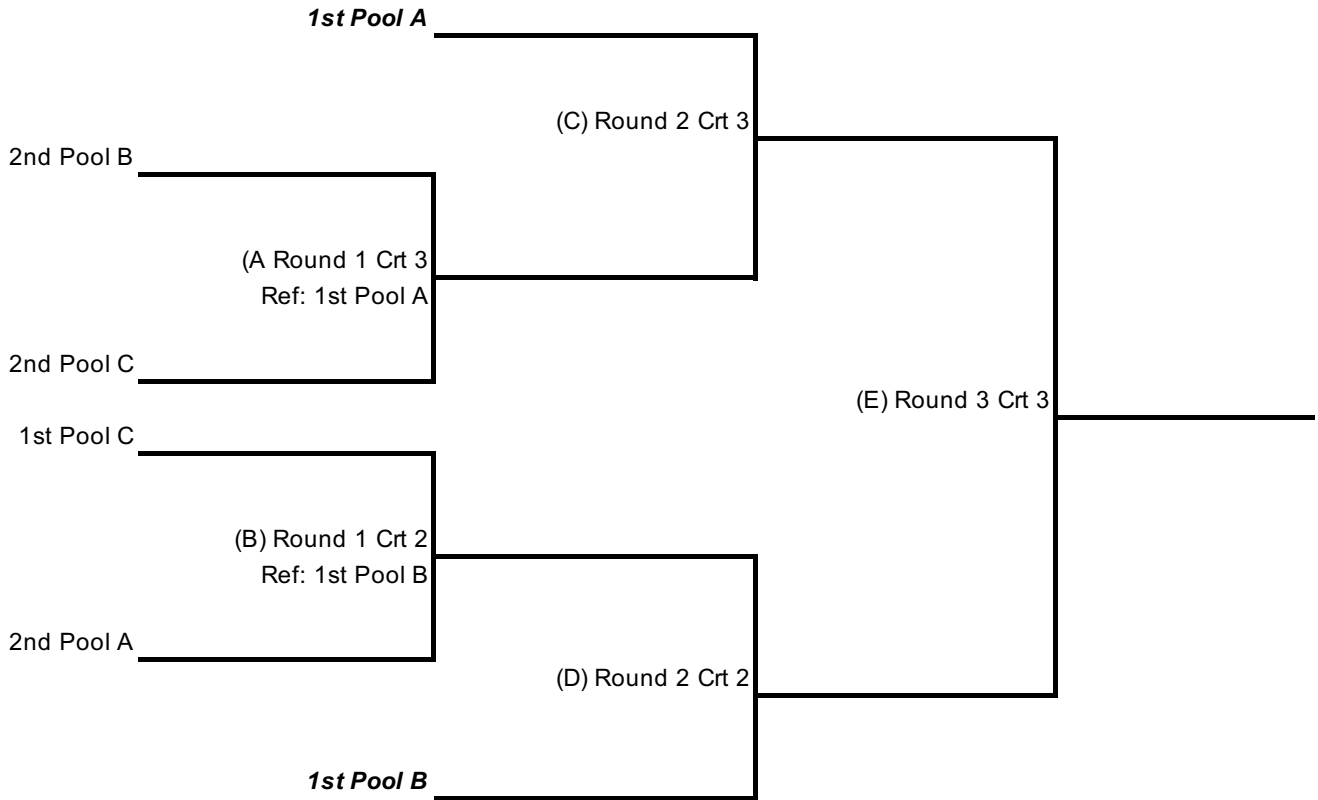 1st Pool A
(C) Round 2 Crt 3
2nd Pool B
(A Round 1 Crt 3
Ref: 1st Pool A
2nd Pool C
(E) Round 3 Crt 3
1st Pool C
(B) Round 1 Crt 2
Ref: 1st Pool B
2nd Pool A
(D) Round 2 Crt 2
1st Pool B